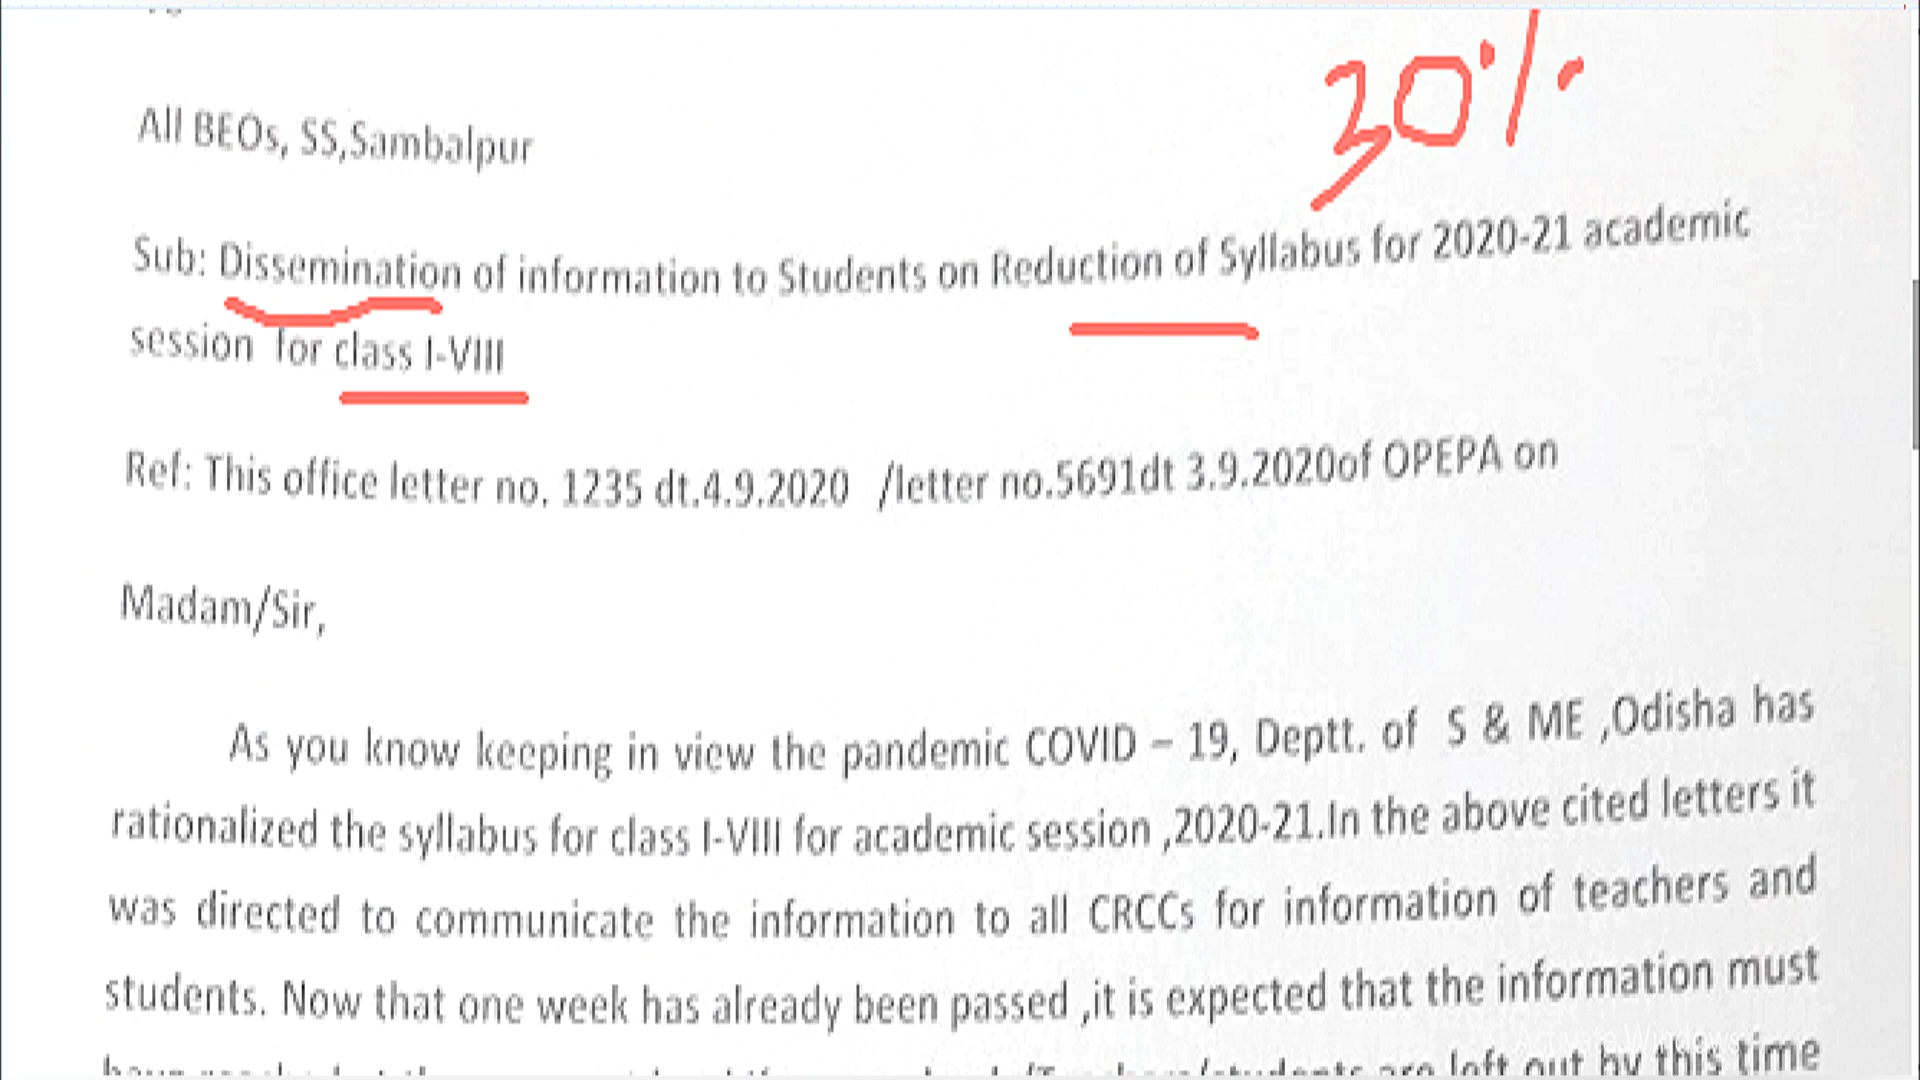 30%
All BEOs, SS,Sambalpur
Sub: Dissemination of information to Students on Reduction of Syllabus for 2020-21 academic
session for class I-VIII
Ref: This office letter no. 1235 dt.4.9.2020 /letter no.5691dt 3.9.2020of OPEPA on
Madam/Sir,
As you know keeping in view the pandemic COVID – 19, Deptt. of S & ME ,Odisha has
rationalized the syllabus for class I-VIII for academic session ,2020-21.In the above cited letters it
was directed to communicate the information to all CRCCs for information of teachers and
students. Now that one week has already been passed ,it is expected that the information must
students are left out by this time